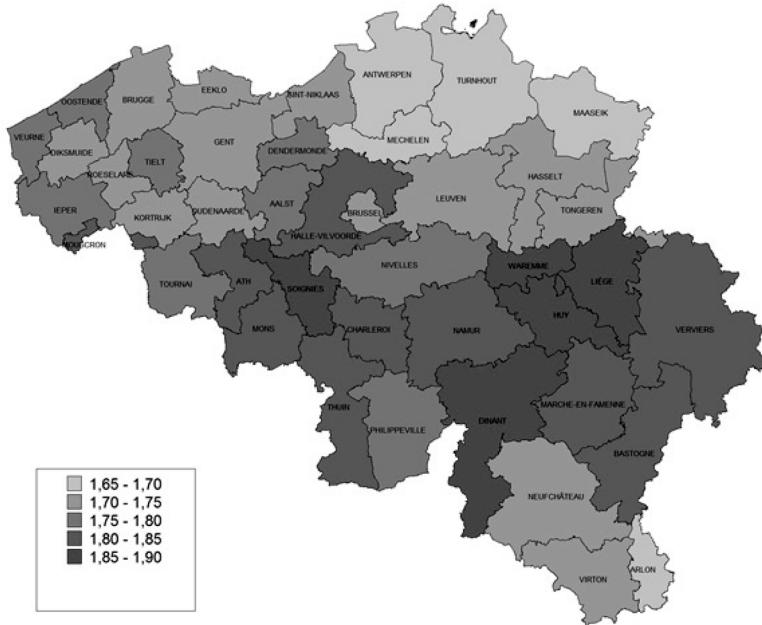 ANTWERPEN
TURNHOUT
EEKLO
SINT-NIKLAAS
OOSTENDE
BRUGGE
MAASEIK
VEURNE
GENT
MECHELEN
DIKSMUIDE
TIELT
DENDERMONDE
HASSELT
ROESELARE
LEUVEN
IEPER
KORTRIJK
OUDENAARDE
AALST
BRUSSEL
TONGEREN
HALLE-VILVOORDE
MOUSCRON
NIVELLES
WAREMME
LIÈGE
TOURNAI
ATH
SOIGNIES
VERVIERS
HUY
MONS
CHARLEROI
NAMUR
THUIN
MARCHE-EN-FAMENNE
PHILIPPEVILLE
DINANT
BASTOGNE
NEUFCHÂTEAU
ARLON
VIRTON
1,65 - 1,70
1,70 - 1,75
1,75 - 1,80
1,80 - 1,85
1,85 - 1,90